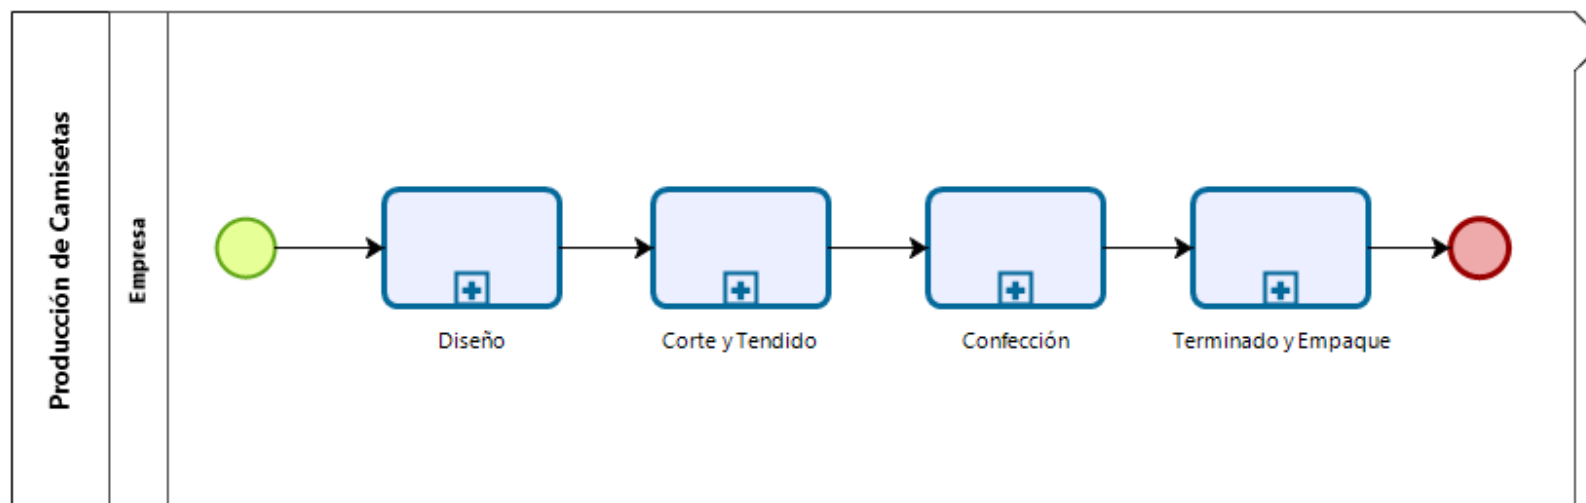 Producción de Camisetas
Empresa
Diseño
Corte y Tendido
Confección
Terminado y Empaque